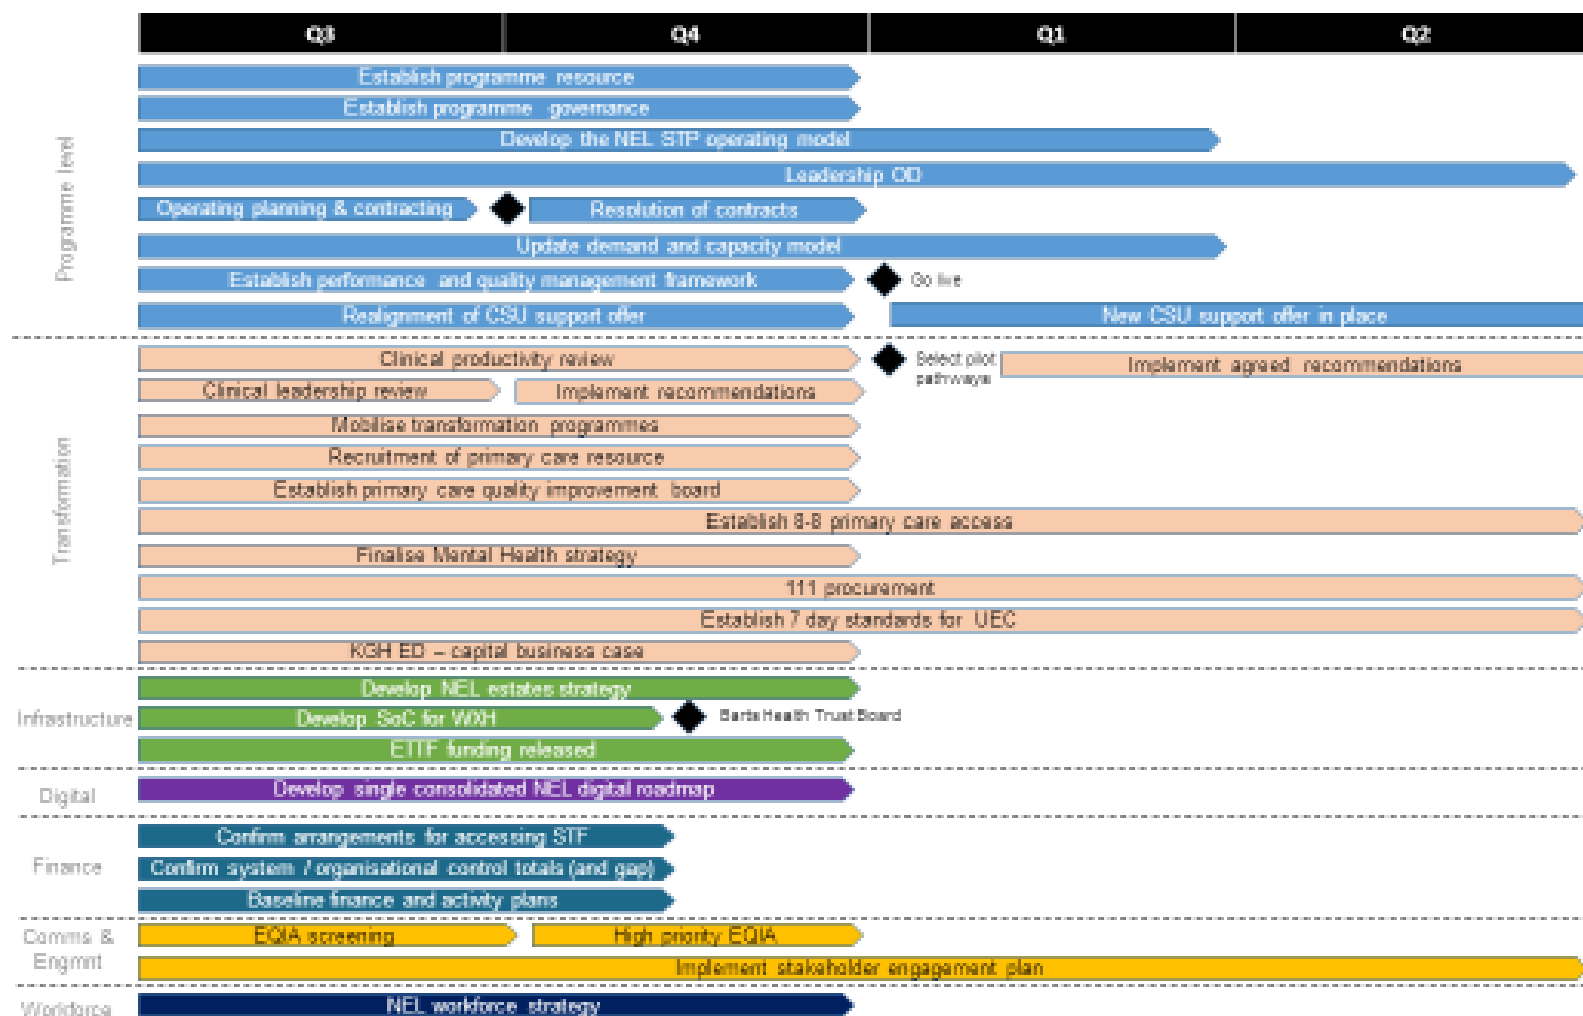 Q3 Q4 Q1 Q2
Programme level
Establish programme resource
Establish programme governance
Develop the NEL STP operating model
Leadership OD
Operating planning & contracting
Resolution of contracts
Update demand and capacity model
Establish performance and quality management framework
Go live
Realignment of CSU support offer
New CSU support offer in place
Transformation
Clinical productivity review
Select pilot
pathways
Implement agreed recommendations
Clinical leadership review
Implement recommendations
Mobilise transformation programmes
Recruitment of primary care resource
Establish primary care quality improvement board
Establish 8-8 primary care access
Finalise Mental Health strategy
111 procurement
Establish 7 day standards for UEC
KGH ED – capital business case
Infrastructure
Develop NEL estates strategy
Develop SoC for WXH
Barts Health Trust Board
ETTF funding released
Digital
Develop single consolidated NEL digital roadmap
Finance
Confirm arrangements for accessing STF
Confirm system / organisational control totals (and gap)
Baseline finance and activity plans
Comms &
Engmnt
EQIA screening
High priority EQIA
Implement stakeholder engagement plan
Workforce
NEL workforce strategy